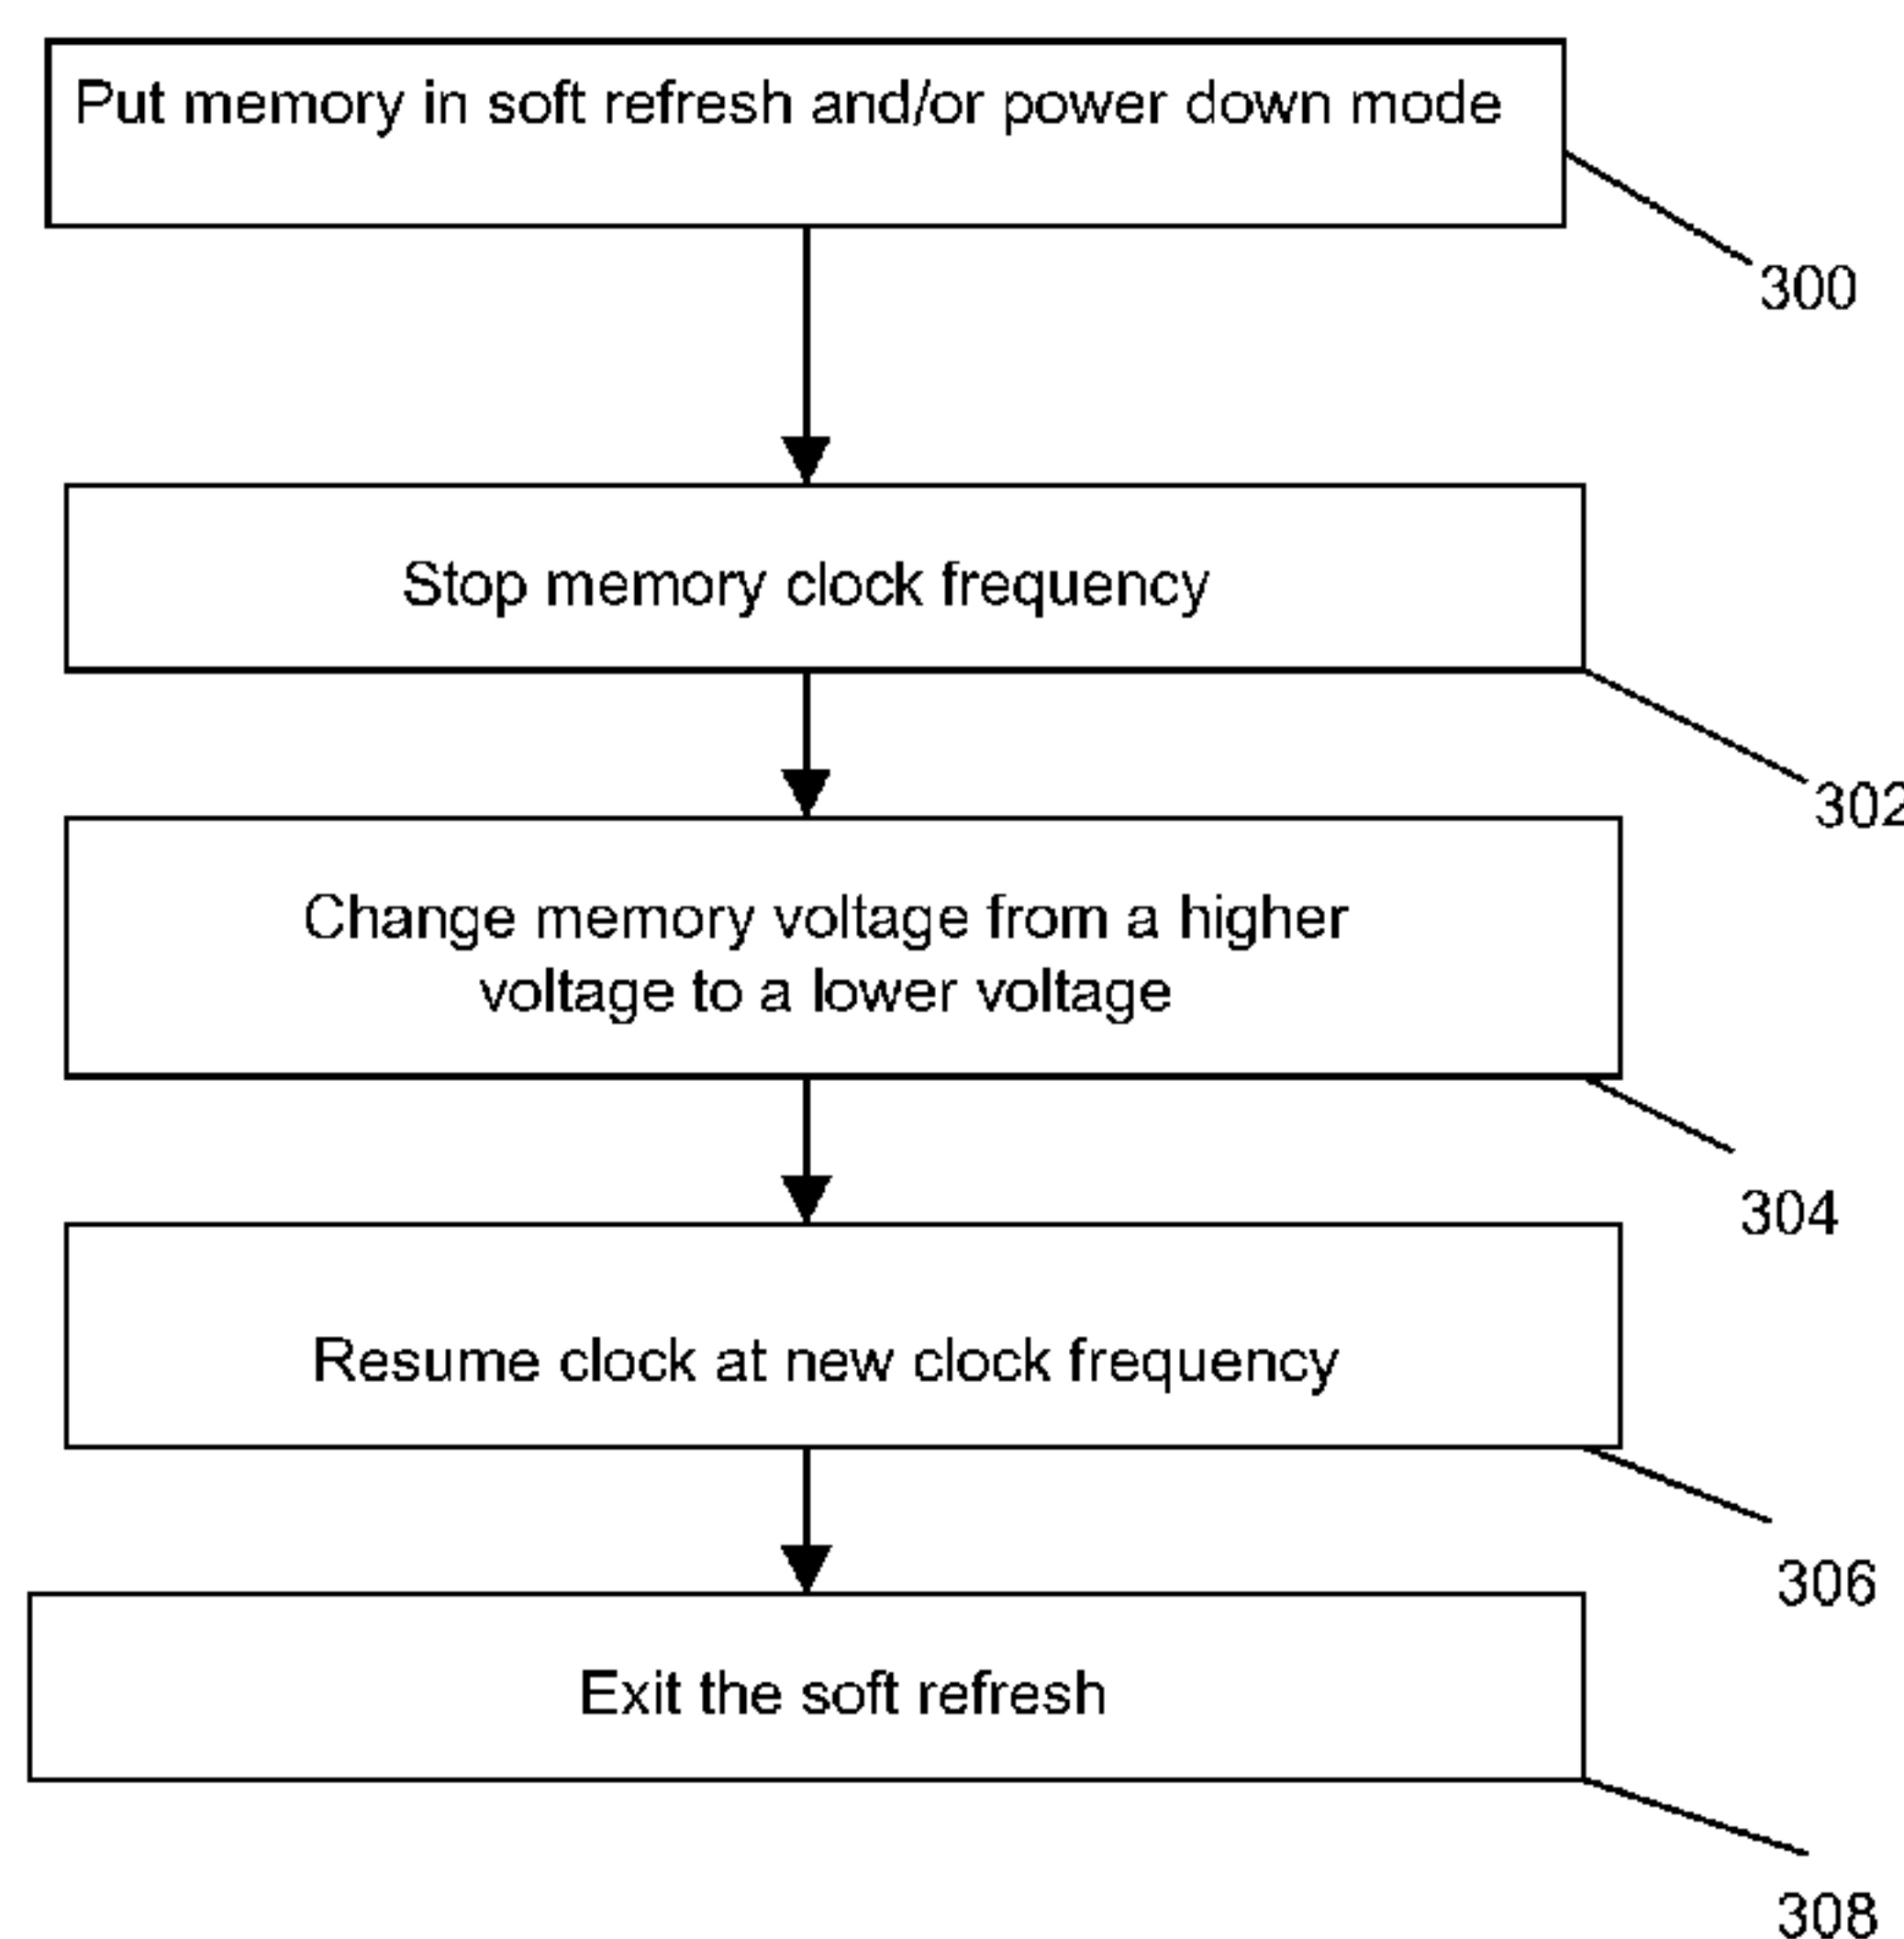 Put memory in soft refresh and/or power down mode
300
Stop memory clock frequency
302
Change memory voltage from a higher
voltage to a lower voltage
304
Resume clock at new clock frequency
306
Exit the soft refresh
308